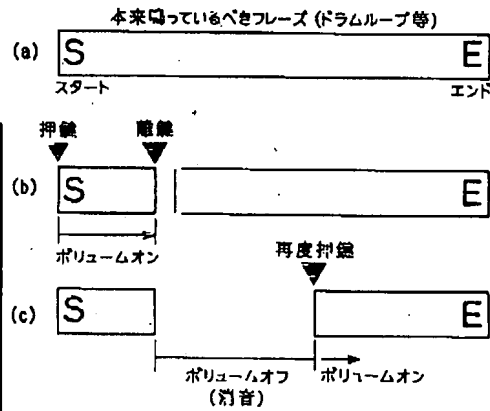 本来鳴っているべきフレーズ（ドラムループ等）
(a) S E
スタート エンド
押鍵 離鍵
(b) S E
ボリュームオン
再度押鍵
(c) S E
ボリュームオフ ボリュームオン
(消音)